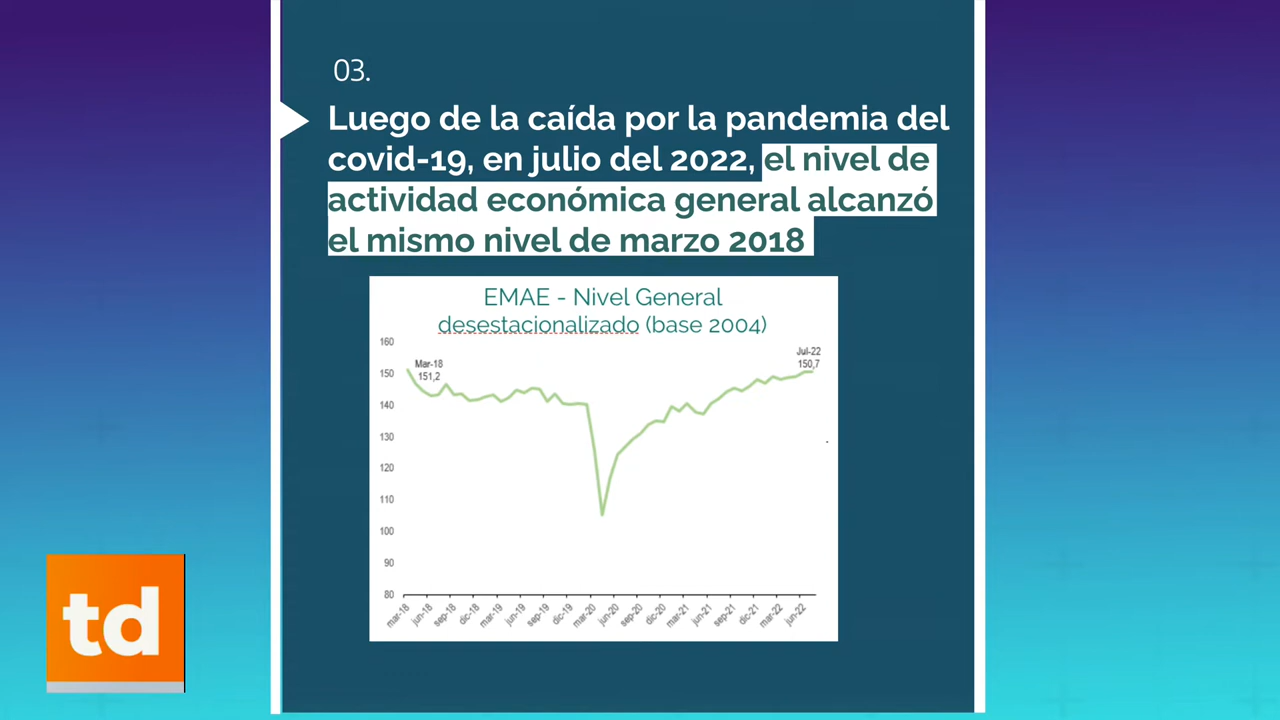 03.
Luego de la caída por la pandemia del
covid-19, en julio del 2022, el nivel de
actividad económica general alcanzó
el mismo nivel de marzo 2018
EMAE - Nivel General
desestacionalizado (base 2004)
160
150
140
130
120
110
100
90
80
Mar-18
151,2
Jul-22
150,7
mar-18
jun-18
sep-18
dic-18
mar-19
jun-19
sep-19
dic-19
mar-20
jun-20
sep-20
dic-20
mar-21
jun-21
sep-21
dic-21
mar-22
jun-22
td